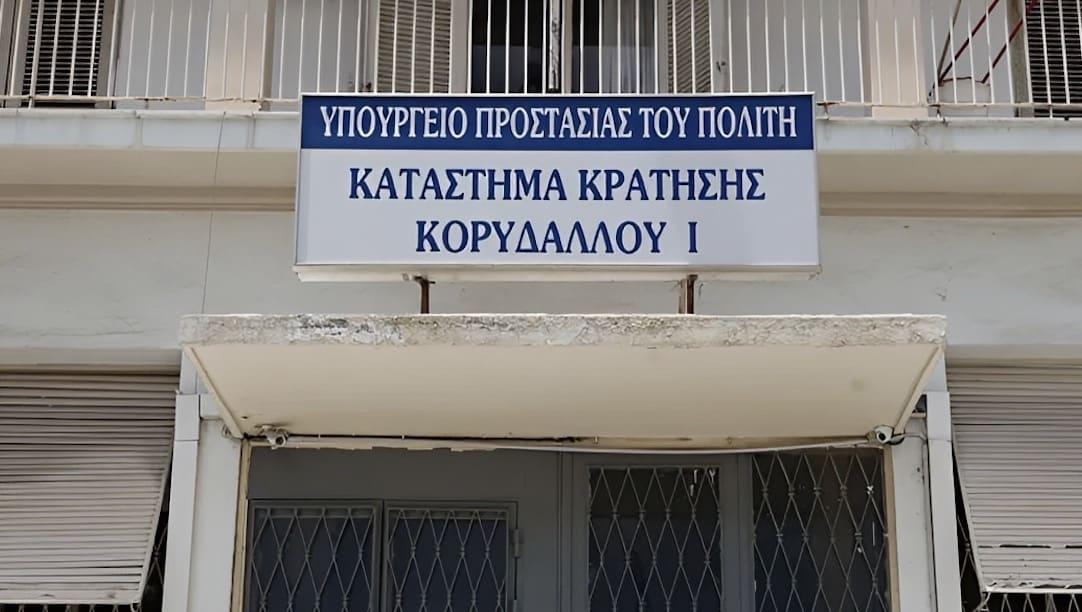 ΥΠΟΥΡΓΕΙΟ ΠΡΟΣΤΑΣΙΑΣ ΤΟΥ ΠΟΛΙΤΗ
ΚΑΤΑΣΤΗΜΑ ΚΡΑΤΗΣΗΣ
ΚΟΡΥΔΑΛΛΟΥ Ι